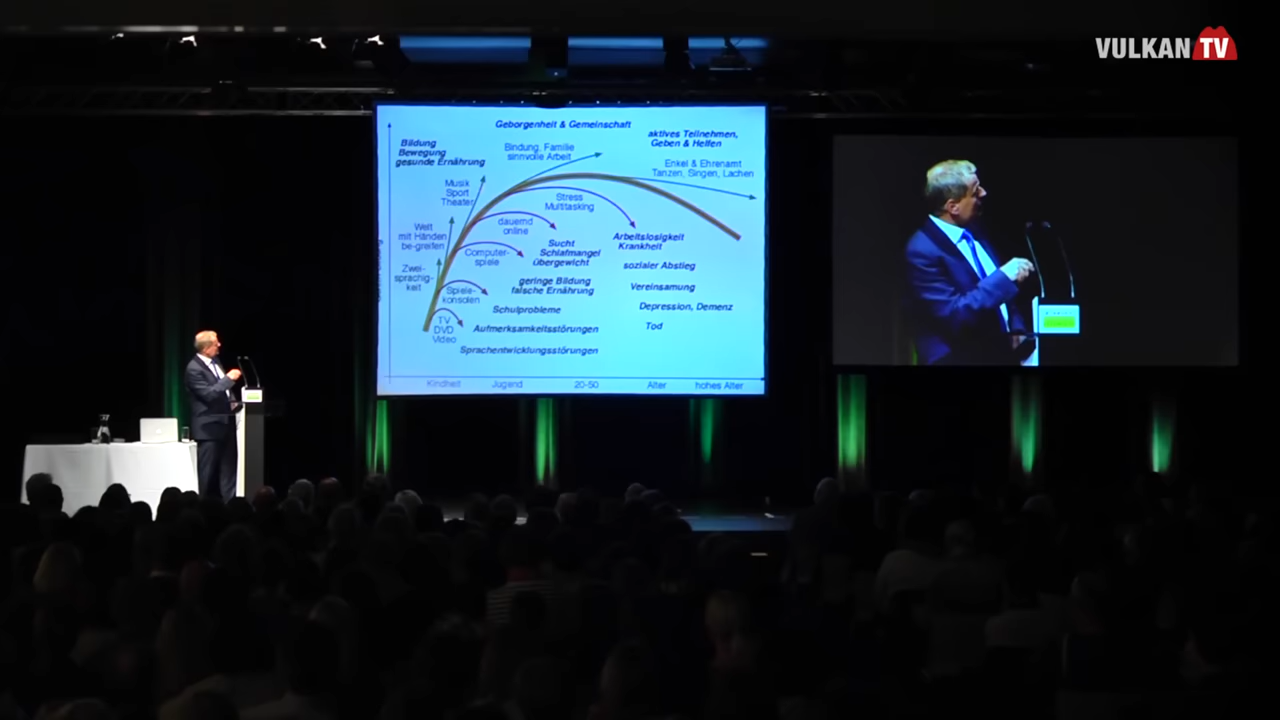 VULKAN TV
Geborgenheit & Gemeinschaft
aktives Teilnehmen,
Geben & Helfen
Bildung
Bewegung
gesunde Ernährung
Bindung, Familie
sinnvolle Arbeit
Enkel & Ehrenamt
Tanzen, Singen, Lachen
Musik
Sport
Theater
Stress
Multitasking
Welt
mit Händen
be-greifen
dauernd
online
Arbeitslosigkeit
Krankheit
Sucht
Schlafmangel
Übergewicht
Computer-
spiele
sozialer Abstieg
Zwei-
sprachig-
keit
geringe Bildung
falsche Ernährung
Vereinsamung
Spiele-
konsolen
Depression, Demenz
Schulprobleme
TV
DVD
Video
Aufmerksamkeitsstörungen
Tod
Sprachentwicklungsstörungen
Kindheit
Jugend
20-50
Alter
hohes Alter